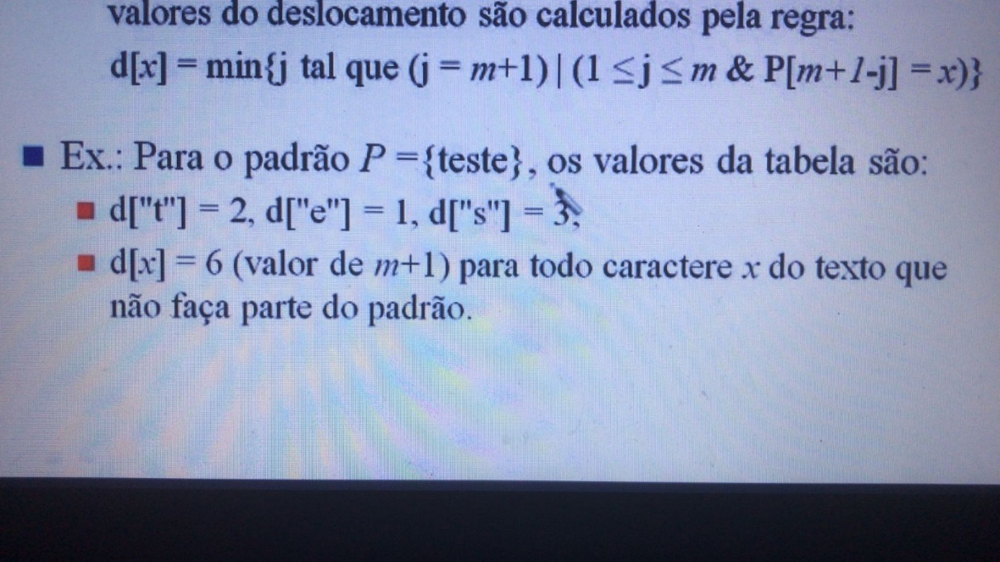 valores do deslocamento são calculados pela regra:
d[x] = min{j tal que (j = m+1) | (1 ≤ j ≤ m & P[m+1-j] = x)}
Ex.: Para o padrão P ={teste}, os valores da tabela são:
d["t"] = 2, d["e"] = 1, d["s"] = 3;
d[x] = 6 (valor de m+1) para todo caractere x do texto que
não faça parte do padrão.